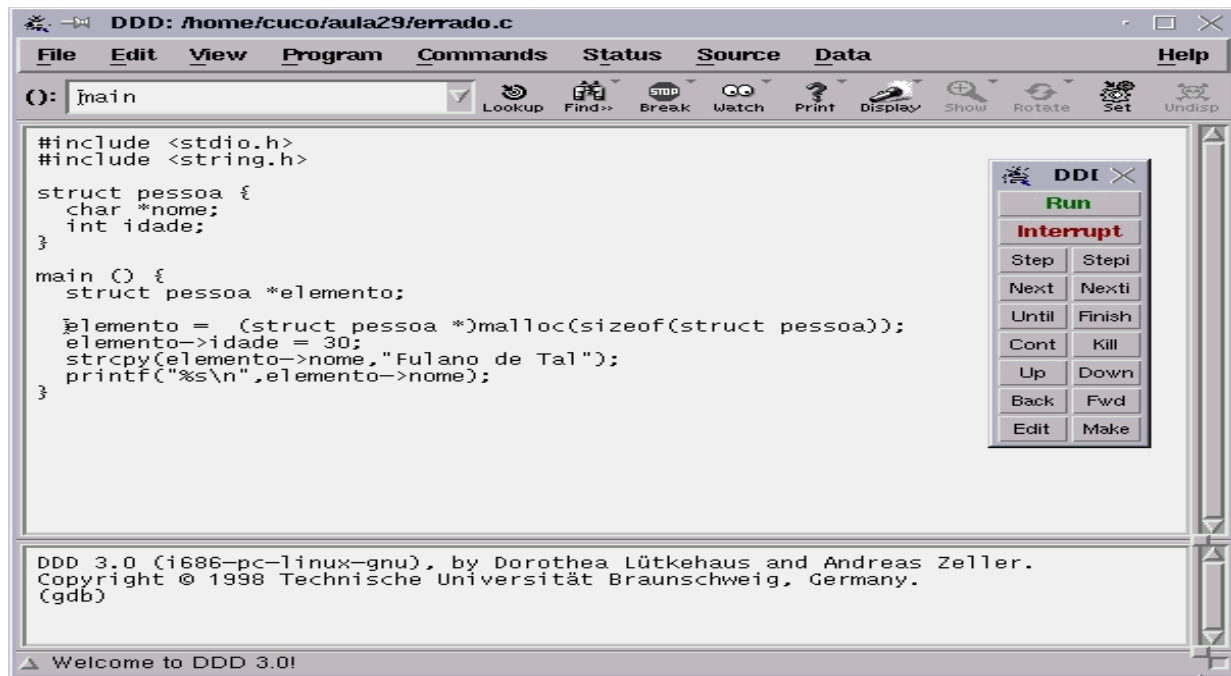 DDD: /home/cuco/aula29/errado.c
File Edit View Program Commands Status Source Data Help
(): main Lookup Find» Break Watch Print Display Show Rotate Set Undisp
STOP
#include <stdio.h>
#include <string.h>
struct pessoa {
char *nome;
int idade;
}
main () {
struct pessoa *elemento;
elemento = (struct pessoa *)malloc(sizeof(struct pessoa));
elemento->idade = 30;
strcpy(elemento->nome,"Fulano de Tal");
printf("%s\n",elemento->nome);
}
DDD
Run
Interrupt
Step Stepi
Next Nexti
Until Finish
Cont Kill
Up Down
Back Fwd
Edit Make
DDD 3.0 (i686-pc-linux-gnu), by Dorothea Lütkehaus and Andreas Zeller.
Copyright © 1998 Technische Universität Braunschweig, Germany.
(gdb)
Welcome to DDD 3.0!